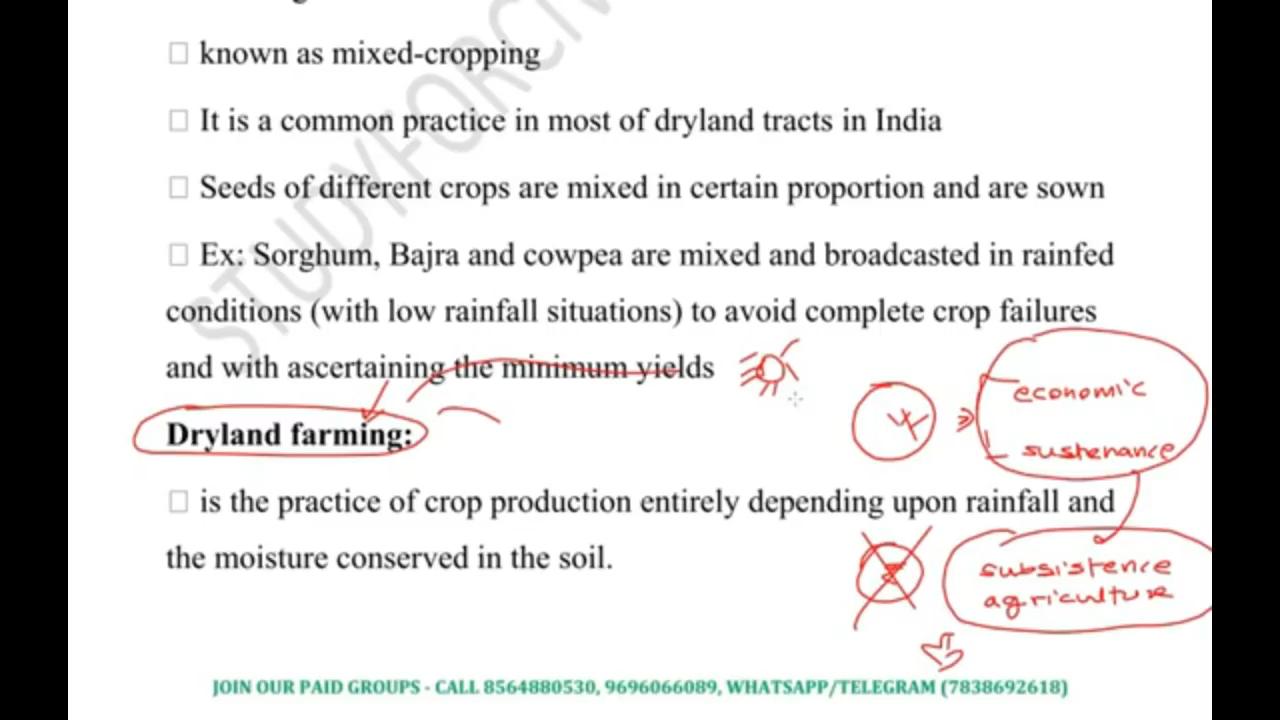 known as mixed-cropping
It is a common practice in most of dryland tracts in India
Seeds of different crops are mixed in certain proportion and are sown
Ex: Sorghum, Bajra and cowpea are mixed and broadcasted in rainfed
conditions (with low rainfall situations) to avoid complete crop failures
and with ascertaining the minimum yields
economic
Dryland farming:
sustenance
is the practice of crop production entirely depending upon rainfall and
the moisture conserved in the soil.
subsistence
agriculture
STUDYFORCIV
JOIN OUR PAID GROUPS - CALL 8564880530, 9696066089, WHATSAPP/TELEGRAM (7838692618)